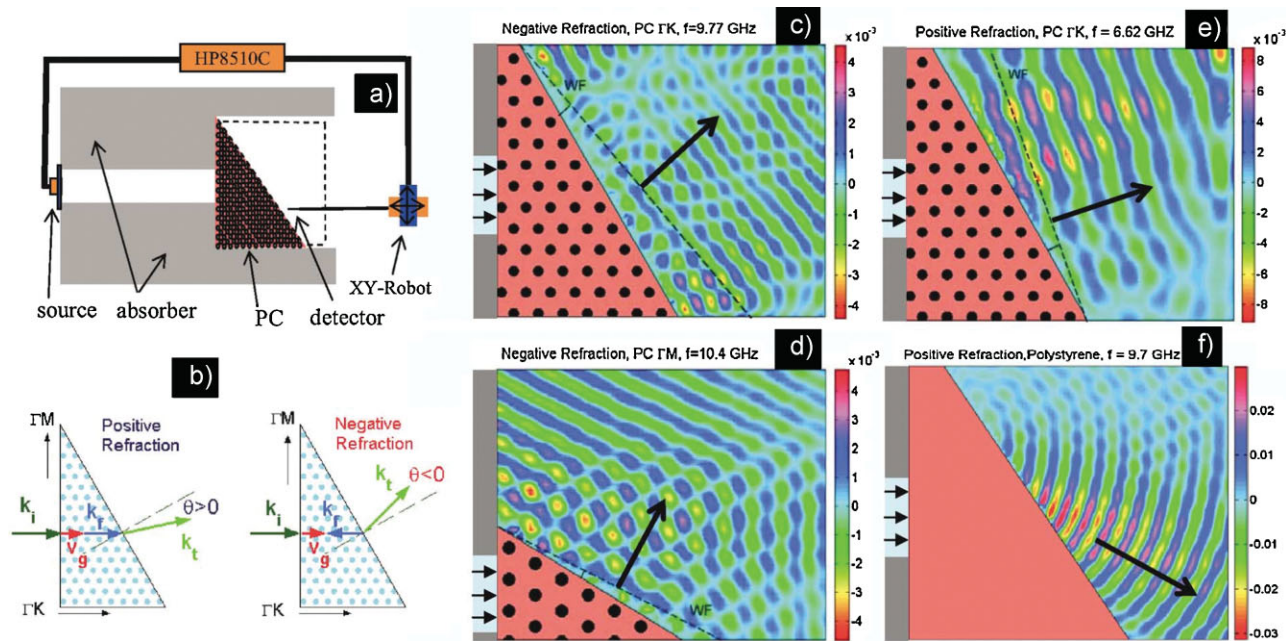 HP8510C
a)
source
absorber
PC
detector
XY-Robot
b)
ΓM
Positive
Refraction
θ>0
k_i
k_r
v_g
k_t
ΓK
Negative
Refraction
k_t
θ<0
k_i
k_r
v_g
ΓM
ΓK
Negative Refraction, PC ΓK, f=9.77 GHz
c)
x 10⁻³
WF
4
3
2
1
0
-1
-2
-3
-4
Negative Refraction, PC ΓM, f=10.4 GHz
d)
x 10⁻³
WF
4
3
2
1
0
-1
-2
-3
-4
Positive Refraction, PC ΓK, f = 6.62 GHZ
e)
x 10⁻³
WF
8
6
4
2
0
-2
-4
-6
-8
Positive Refraction,Polystyrene, f = 9.7 GHz
f)
0.02
0.01
0
-0.01
-0.02
-0.03